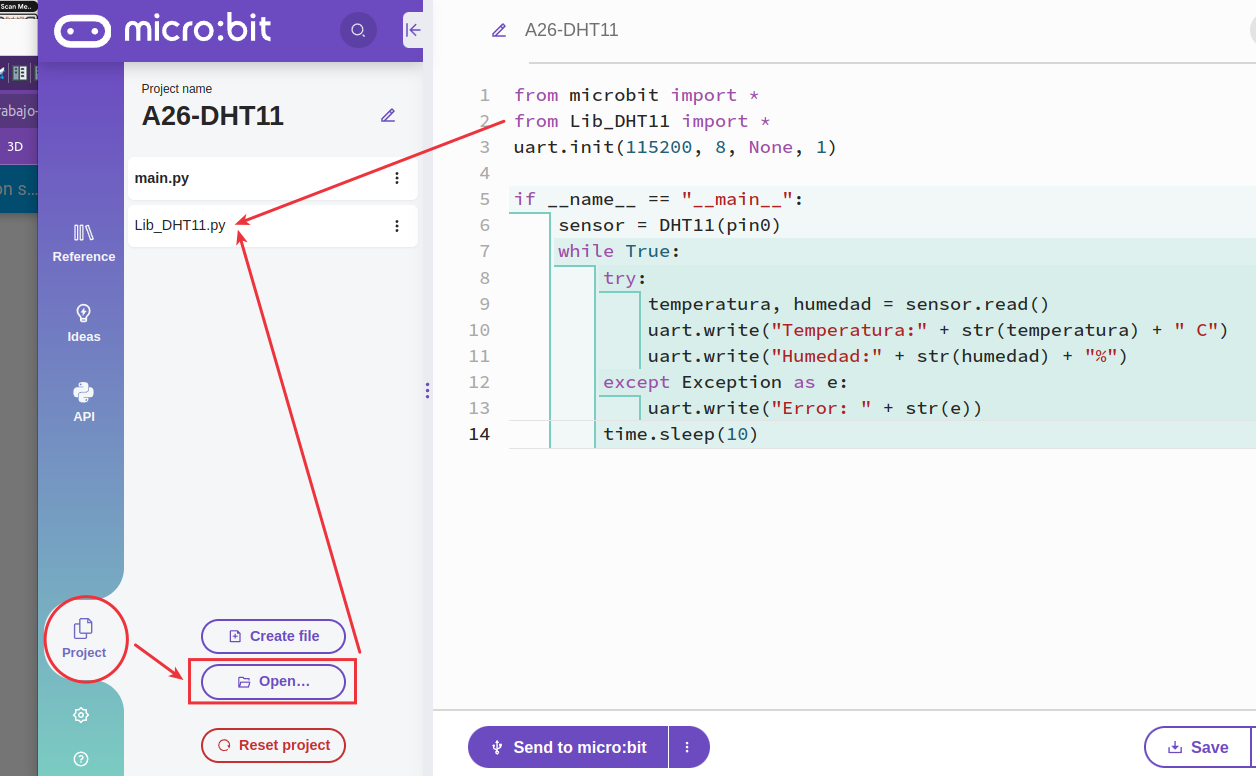 Scan Me..
rabajo-
3D
on s...
micro:bit
Project name
A26-DHT11
main.py
Lib_DHT11.py
Reference
Ideas
API
Project
Create file
Open…
Reset project
A26-DHT11
1 from microbit import *
2 from Lib_DHT11 import *
3 uart.init(115200, 8, None, 1)
4
5 if __name__ == "__main__":
6 sensor = DHT11(pin0)
7 while True:
8 try:
9 temperatura, humedad = sensor.read()
10 uart.write("Temperatura:" + str(temperatura) + " C")
11 uart.write("Humedad:" + str(humedad) + "%")
12 except Exception as e:
13 uart.write("Error: " + str(e))
14 time.sleep(10)
Send to micro:bit
Save